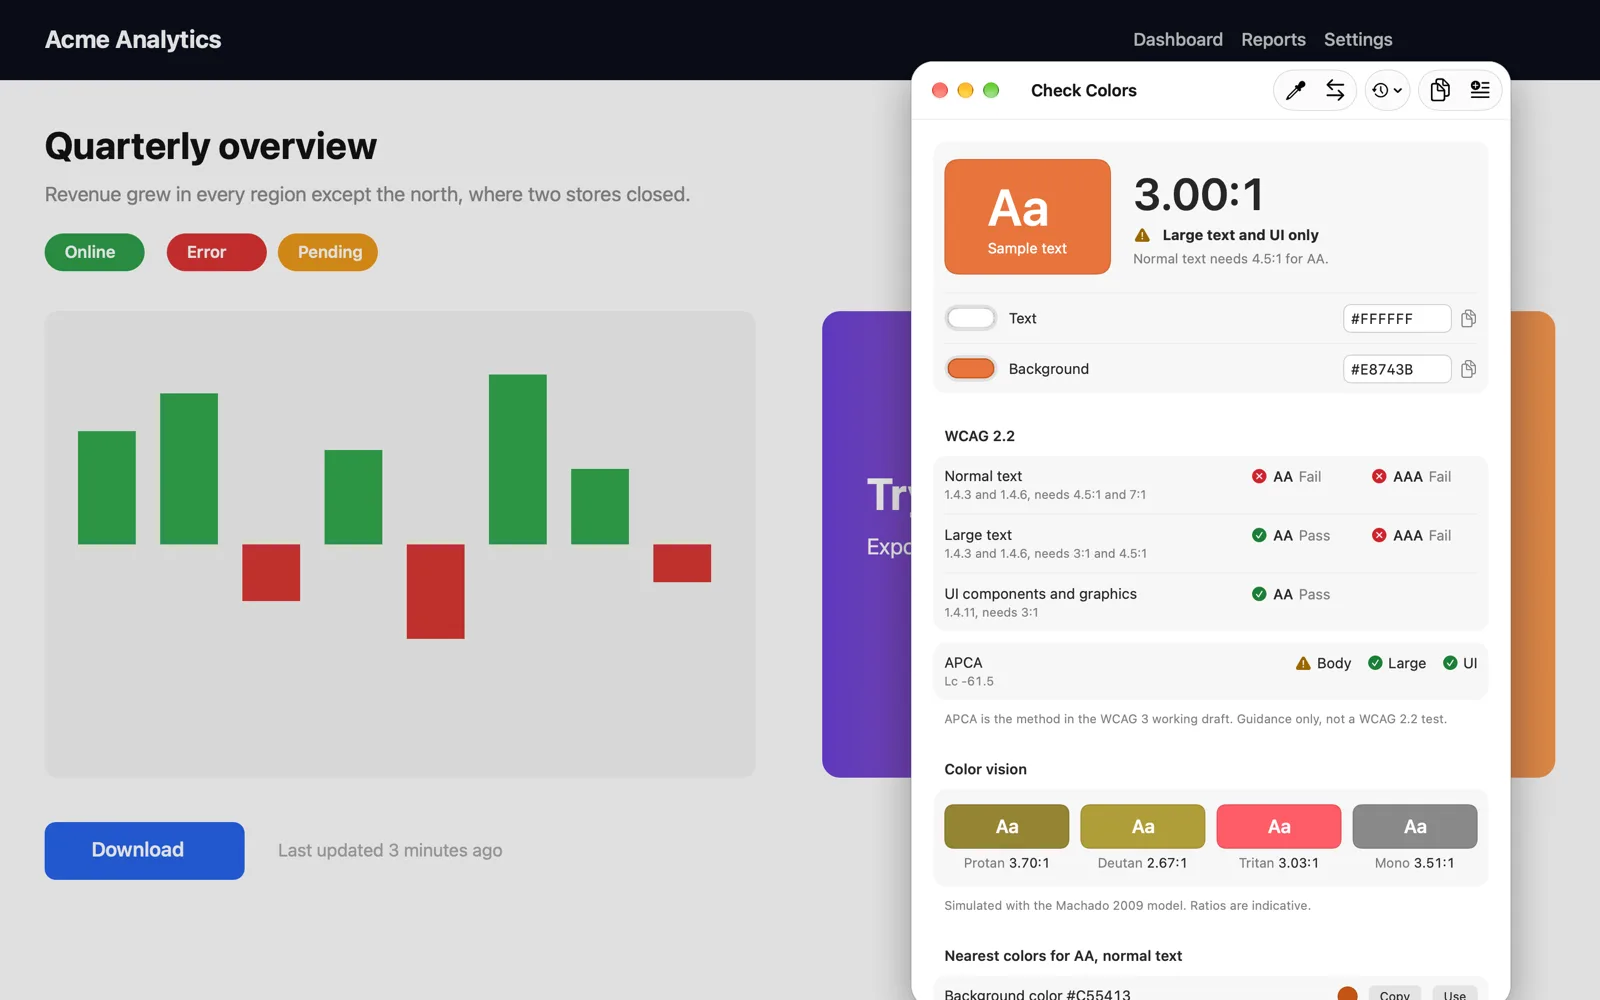 Acme Analytics
Dashboard Reports Settings
Quarterly overview
Revenue grew in every region except the north, where two stores closed.
Online Error Pending
Try
Expo
Download Last updated 3 minutes ago
Check Colors
Aa
Sample text
3.00:1
Large text and UI only
Normal text needs 4.5:1 for AA.
Text #FFFFFF
Background #E8743B
WCAG 2.2
Normal text AA Fail AAA Fail
1.4.3 and 1.4.6, needs 4.5:1 and 7:1
Large text AA Pass AAA Fail
1.4.3 and 1.4.6, needs 3:1 and 4.5:1
UI components and graphics AA Pass
1.4.11, needs 3:1
APCA Body Large UI
Lc -61.5
APCA is the method in the WCAG 3 working draft. Guidance only, not a WCAG 2.2 test.
Color vision
Aa Aa Aa Aa
Protan 3.70:1 Deutan 2.67:1 Tritan 3.03:1 Mono 3.51:1
Simulated with the Machado 2009 model. Ratios are indicative.
Nearest colors for AA, normal text
Background color #C55413 Copy Use